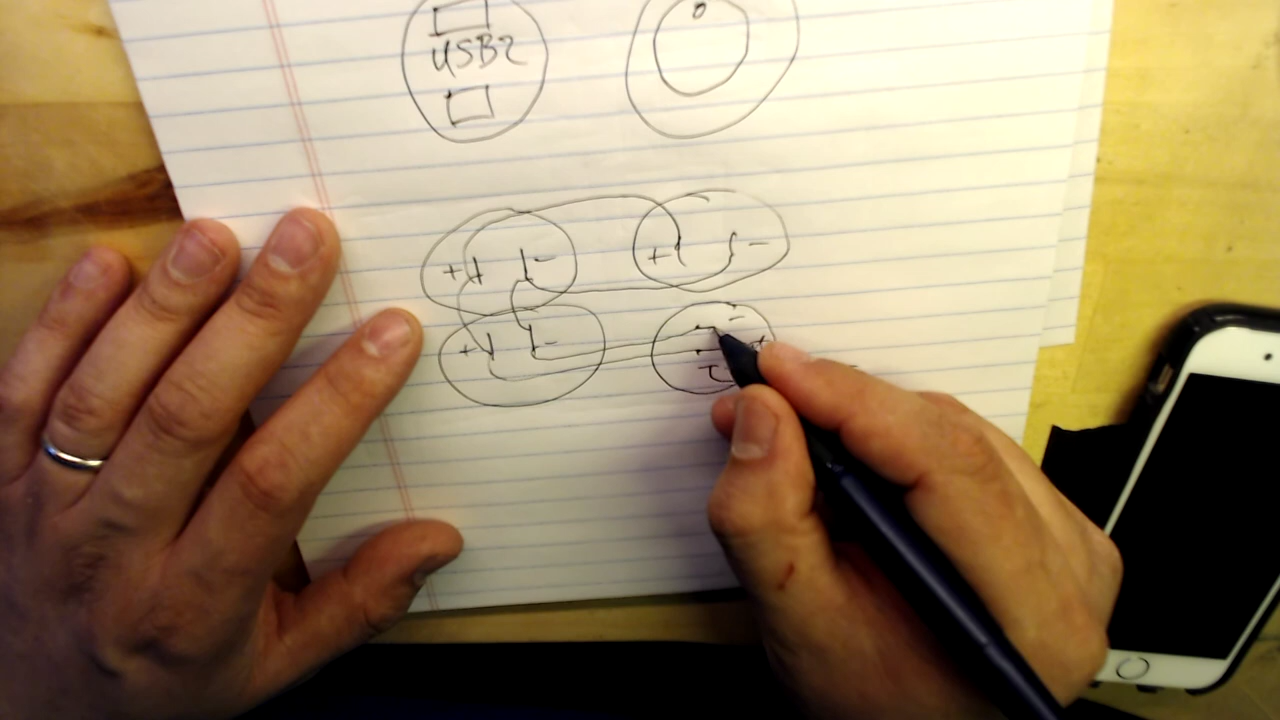 USB2
+ - + -
+ - -